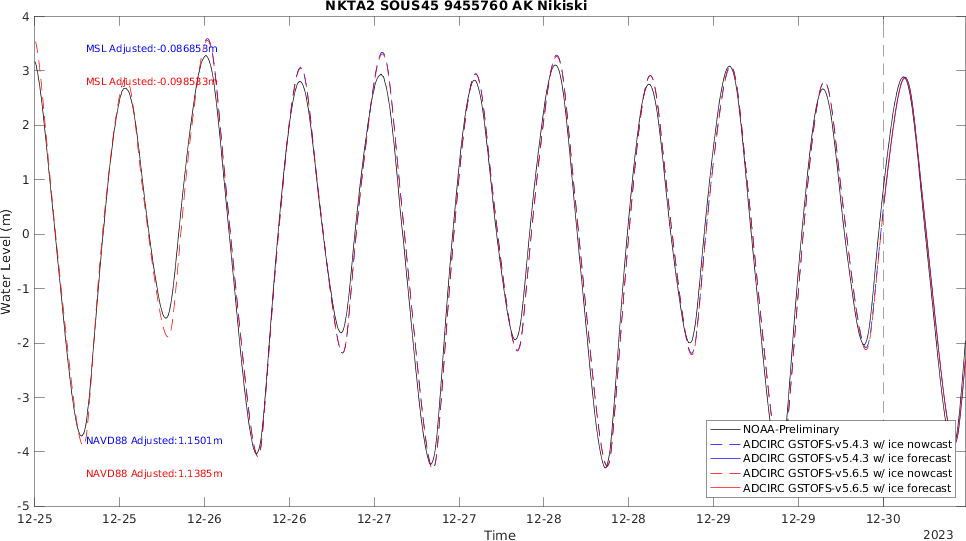 NKTA2 SOUS45 9455760 AK Nikiski
4
MSL Adjusted:-0.086853m
3
MSL Adjusted:-0.098533m
2
1
0
Water Level (m)
-1
-2
-3
NOAA-Preliminary
NAVD88 Adjusted:1.1501m
ADCIRC GSTOFS-v5.4.3 w/ ice nowcast
-4
ADCIRC GSTOFS-v5.4.3 w/ ice forecast
NAVD88 Adjusted:1.1385m
ADCIRC GSTOFS-v5.6.5 w/ ice nowcast
ADCIRC GSTOFS-v5.6.5 w/ ice forecast
-5
12-25 12-25 12-26 12-26 12-27 12-27 12-28 12-28 12-29 12-29 12-30
Time
2023